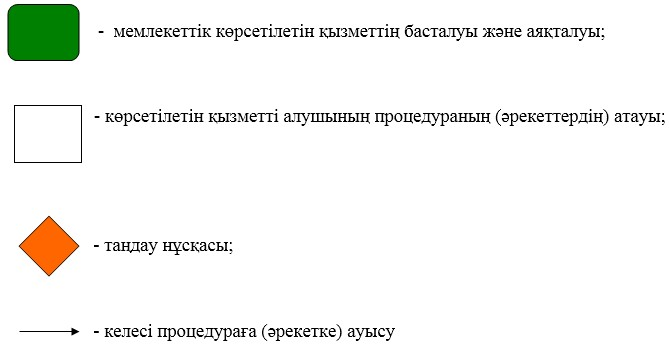 - мемлекеттік көрсетілетін қызметтің басталуы және аяқталуы;
- көрсетілетін қызметті алушының процедураның (әрекеттердің) атауы;
- таңдау нұсқасы;
- келесі процедураға (әрекетке) ауысу